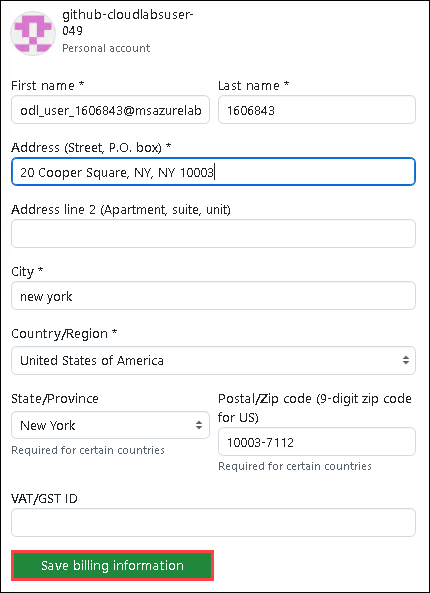 github-cloudlabsuser-
049
Personal account
First name * Last name *
odl_user_1606843@msazurelab 1606843
Address (Street, P.O. box) *
20 Cooper Square, NY, NY 10003
Address line 2 (Apartment, suite, unit)
City *
new york
Country/Region *
United States of America
State/Province
New York
Required for certain countries
Postal/Zip code (9-digit zip code
for US)
10003-7112
Required for certain countries
VAT/GST ID
Save billing information